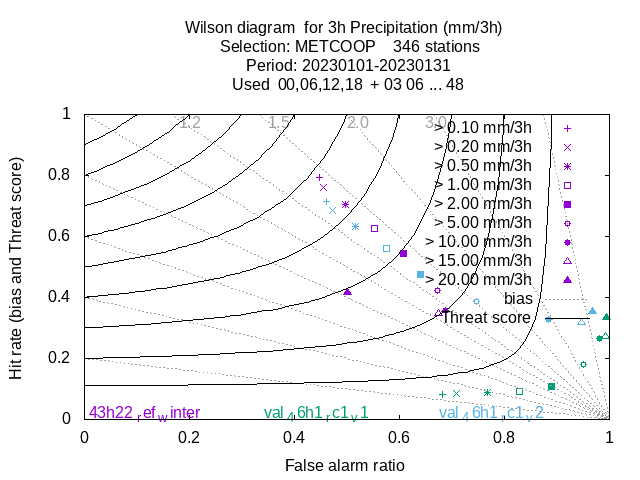 Wilson diagram for 3h Precipitation (mm/3h)
Selection: METCOOP 346 stations
Period: 20230101-20230131
Used 00,06,12,18 + 03 06 ... 48
Hit rate (bias and Threat score)
1
0.8
0.6
0.4
0.2
0
1.2
1.5
2.0
3.0
> 0.10 mm/3h
> 0.20 mm/3h
> 0.50 mm/3h
> 1.00 mm/3h
> 2.00 mm/3h
> 5.00 mm/3h
> 10.00 mm/3h
> 15.00 mm/3h
> 20.00 mm/3h
bias
Threat score
43h22refwinter
val46h1rc1v1
val46h1rc1v2
0 0.2 0.4 0.6 0.8 1
False alarm ratio